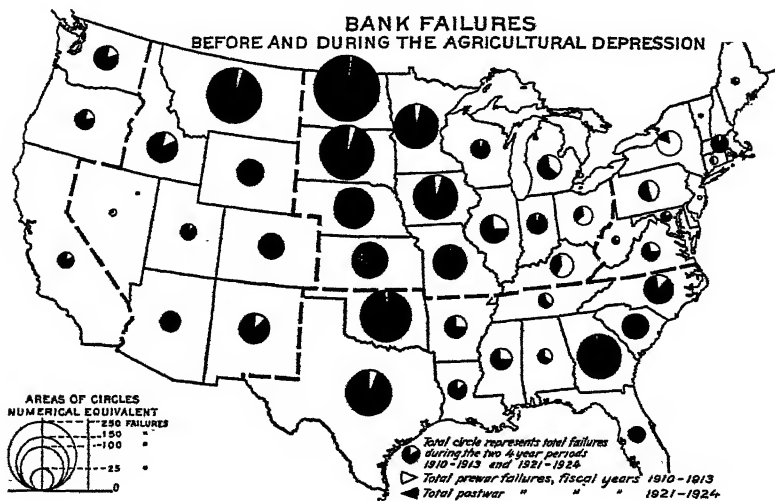 BANK FAILURES
BEFORE AND DURING THE AGRICULTURAL DEPRESSION
AREAS OF CIRCLES
NUMERICAL EQUIVALENT
250 FAILURES
150 "
100 "
25 "
0
Total circle represents total failures
during the two 4 year periods
1910-1913 and 1921-1924
Total prewar failures, fiscal years 1910-1913
Total postwar " " " 1921-1924